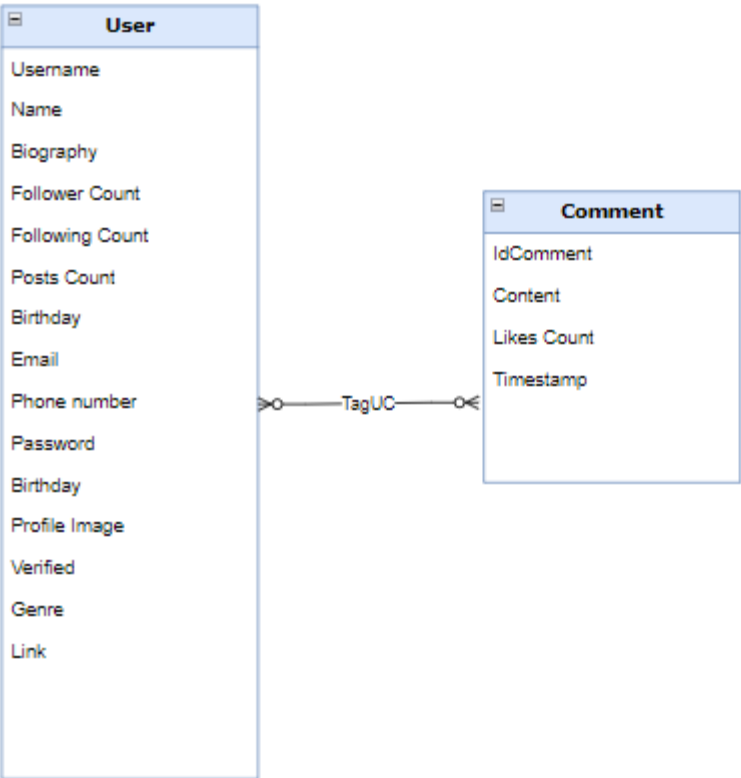 User
Username
Name
Biography
Follower Count
Following Count
Posts Count
Birthday
Email
Phone number
Password
Birthday
Profile Image
Verified
Genre
Link
TagUC
Comment
IdComment
Content
Likes Count
Timestamp